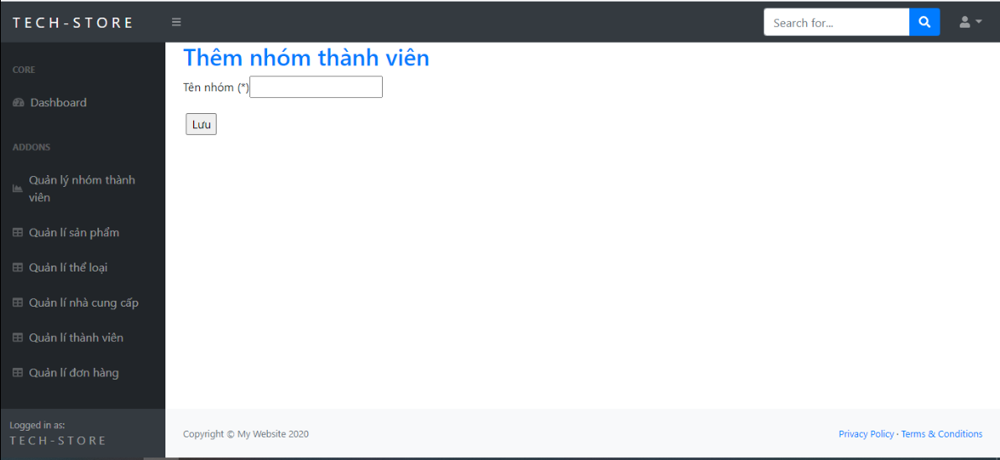 TECH-STORE
Search for...
CORE
Dashboard
ADDONS
Quản lý nhóm thành
viên
Quản lí sản phẩm
Quản lí thể loại
Quản lí nhà cung cấp
Quản lí thành viên
Quản lí đơn hàng
Logged in as:
TECH-STORE
Thêm nhóm thành viên
Tên nhóm (*)
Lưu
Copyright © My Website 2020
Privacy Policy · Terms & Conditions